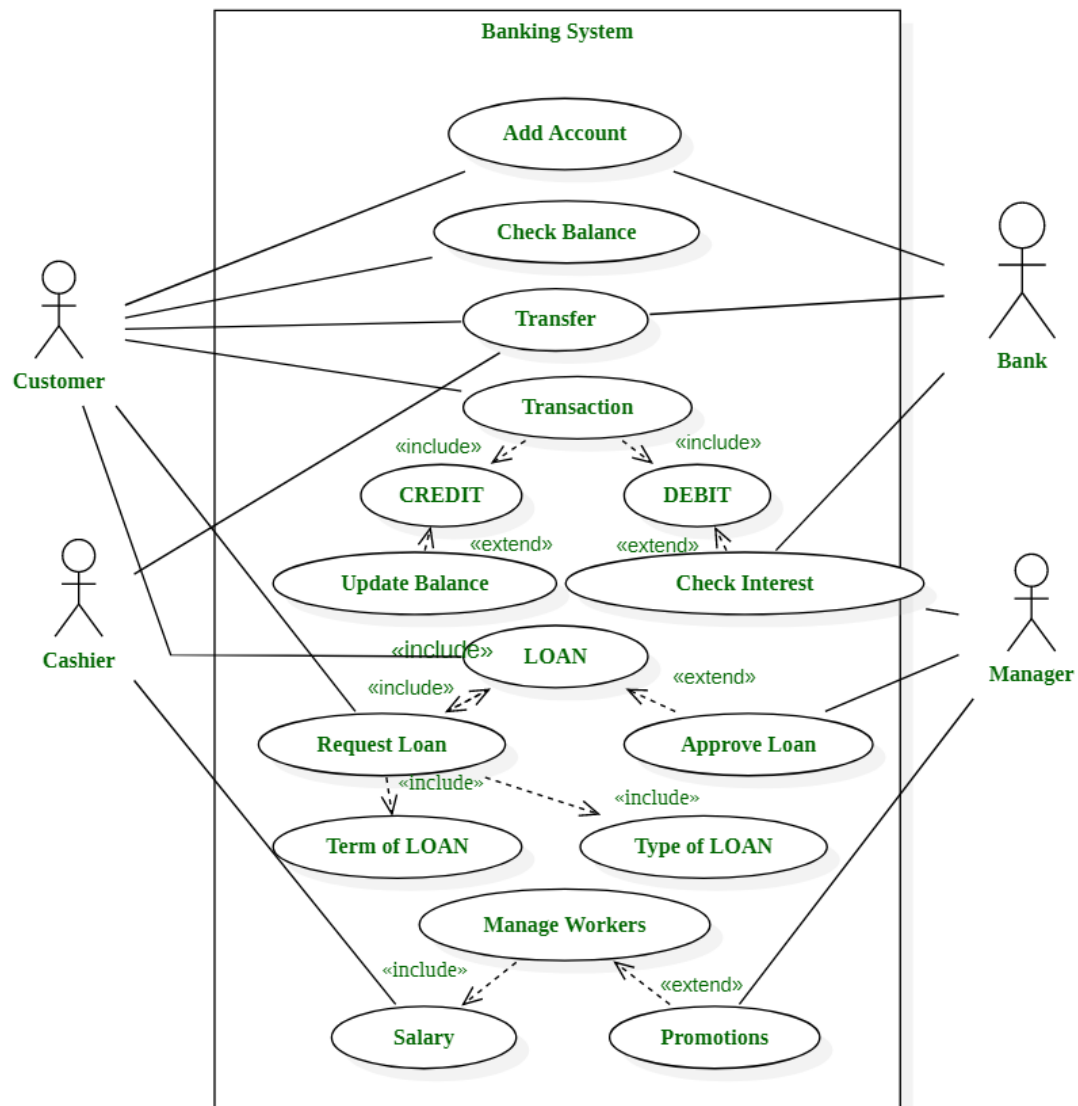 Banking System
Add Account
Check Balance
Transfer
Customer
Bank
Transaction
«include»
«include»
CREDIT
DEBIT
«extend»
«extend»
Update Balance
Check Interest
«include»
LOAN
Cashier
Manager
«include»
«extend»
Request Loan
Approve Loan
«include»
«include»
Term of LOAN
Type of LOAN
Manage Workers
«include»
«extend»
Salary
Promotions